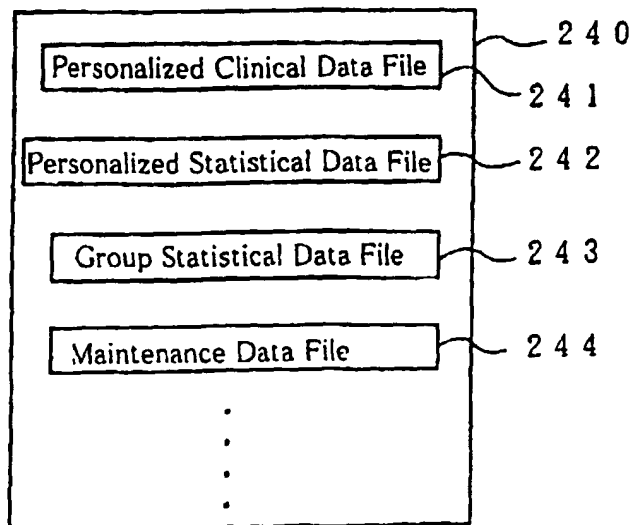 240
Personalized Clinical Data File
241
Personalized Statistical Data File 242
Group Statistical Data File 243
Maintenance Data File 244